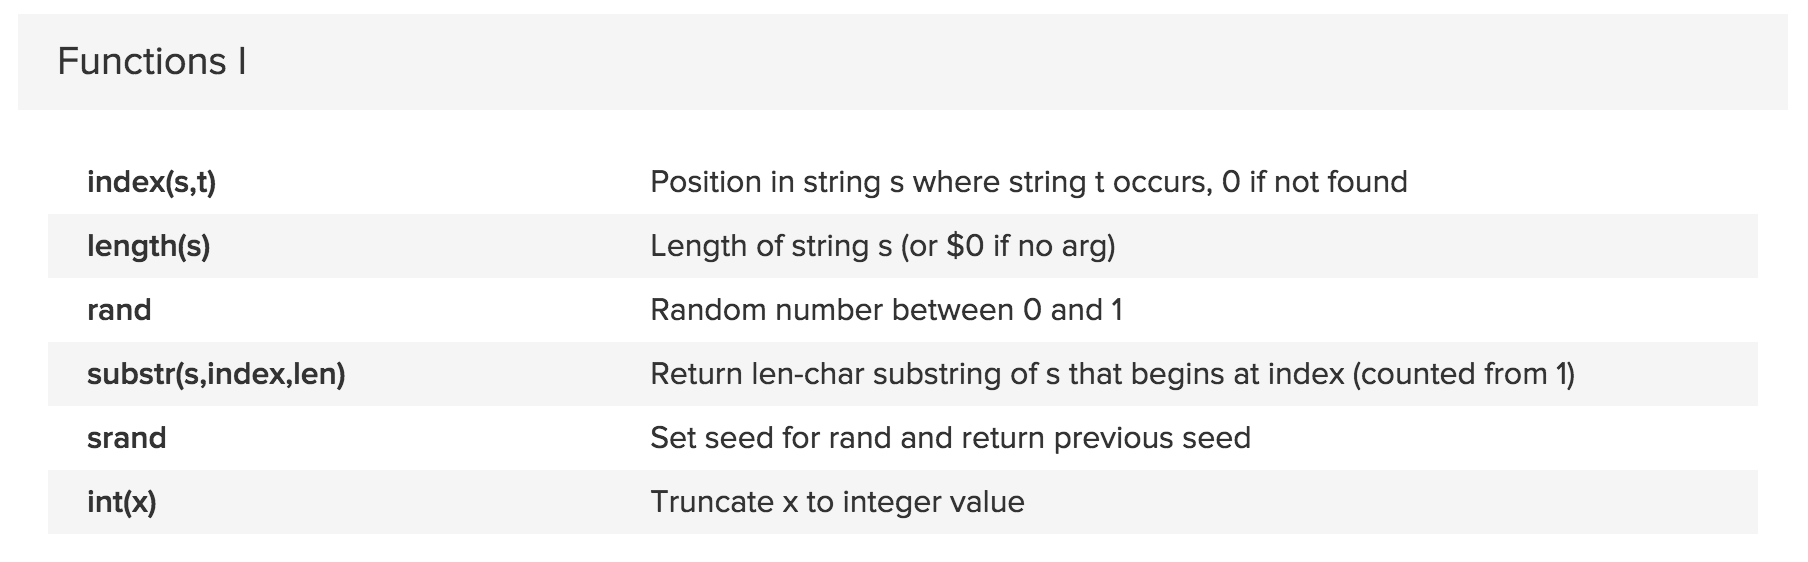 Functions I
index(s,t) Position in string s where string t occurs, 0 if not found
length(s) Length of string s (or $0 if no arg)
rand Random number between 0 and 1
substr(s,index,len) Return len-char substring of s that begins at index (counted from 1)
srand Set seed for rand and return previous seed
int(x) Truncate x to integer value